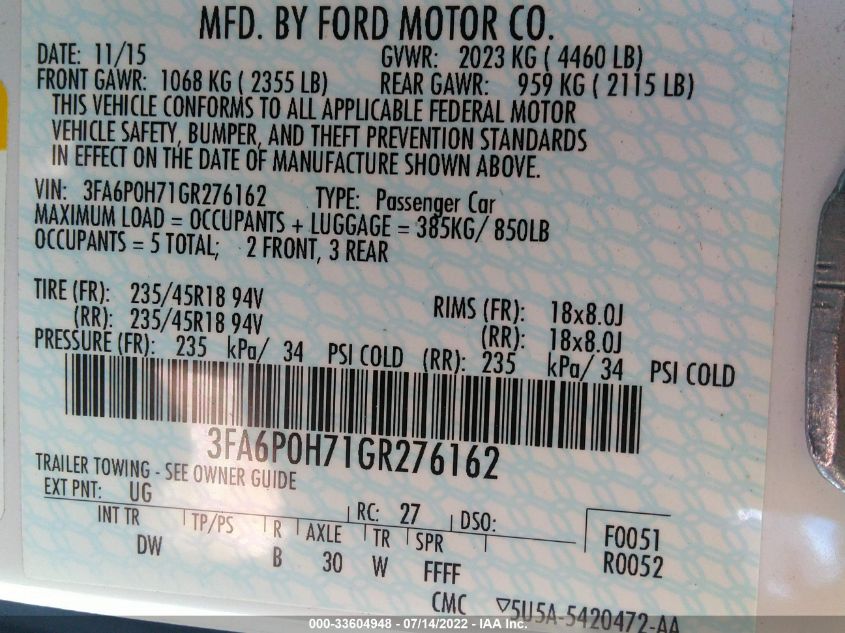 MFD. BY FORD MOTOR CO.
DATE: 11/15 GVWR: 2023 KG ( 4460 LB)
FRONT GAWR: 1068 KG ( 2355 LB) REAR GAWR: 959 KG ( 2115 LB)
THIS VEHICLE CONFORMS TO ALL APPLICABLE FEDERAL MOTOR
VEHICLE SAFETY, BUMPER, AND THEFT PREVENTION STANDARDS
IN EFFECT ON THE DATE OF MANUFACTURE SHOWN ABOVE.
VIN: 3FA6P0H71GR276162 TYPE: Passenger Car
MAXIMUM LOAD = OCCUPANTS + LUGGAGE = 385KG/ 850LB
OCCUPANTS = 5 TOTAL; 2 FRONT, 3 REAR
TIRE (FR): 235/45R18 94V RIMS (FR): 18x8.0J
(RR): 235/45R18 94V (RR): 18x8.0J
PRESSURE (FR): 235 kPa/ 34 PSI COLD (RR): 235 kPa/ 34 PSI COLD
3FA6P0H71GR276162
TRAILER TOWING - SEE OWNER GUIDE
EXT PNT: UG RC: 27 DSO:
INT TR TP/PS R AXLE TR SPR F0051
DW B 30 W FFFF R0052
CMC 5U5A-5420472-AA
000-33604948 - 07/14/2022 - IAA Inc.